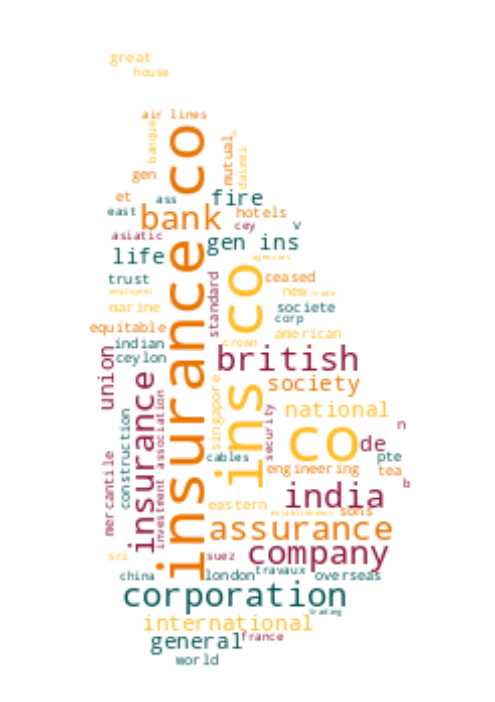 great
house
air lines
banque
insurance co
mutual
daimei
gen
et
ass
fire
east
bank
hotels
cey
v
asiatic
gen ins
life
agencies
trust
standard
ins co
ceased
employees
new
trade
marine
societe
corp
equitable
american
indian
crown
ceylon
british
union
insurance
investment association
singapore
society
national
construction
security
co
de
n
cables
pte
engineering
tea
mercantile
india
b
eastern
established
sons
assurance
sri
suez
company
china
london
travaux
overseas
corporation
trading
international
general
france
world